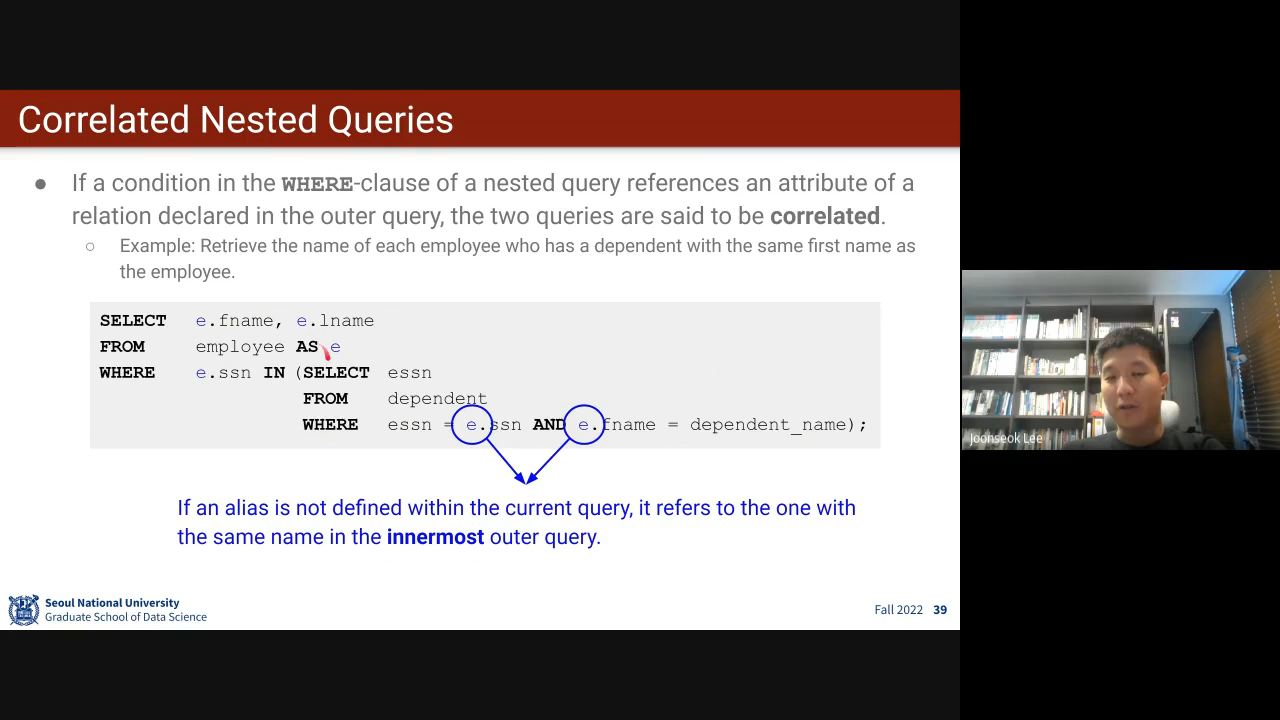 Correlated Nested Queries
● If a condition in the WHERE-clause of a nested query references an attribute of a
relation declared in the outer query, the two queries are said to be correlated.
○ Example: Retrieve the name of each employee who has a dependent with the same first name as
the employee.
SELECT e.fname, e.lname
FROM employee AS e
WHERE e.ssn IN (SELECT essn
FROM dependent
WHERE essn = e.ssn AND e.fname = dependent_name);
If an alias is not defined within the current query, it refers to the one with
the same name in the innermost outer query.
Seoul National University
Graduate School of Data Science
Fall 2022 39
Joonseok Lee